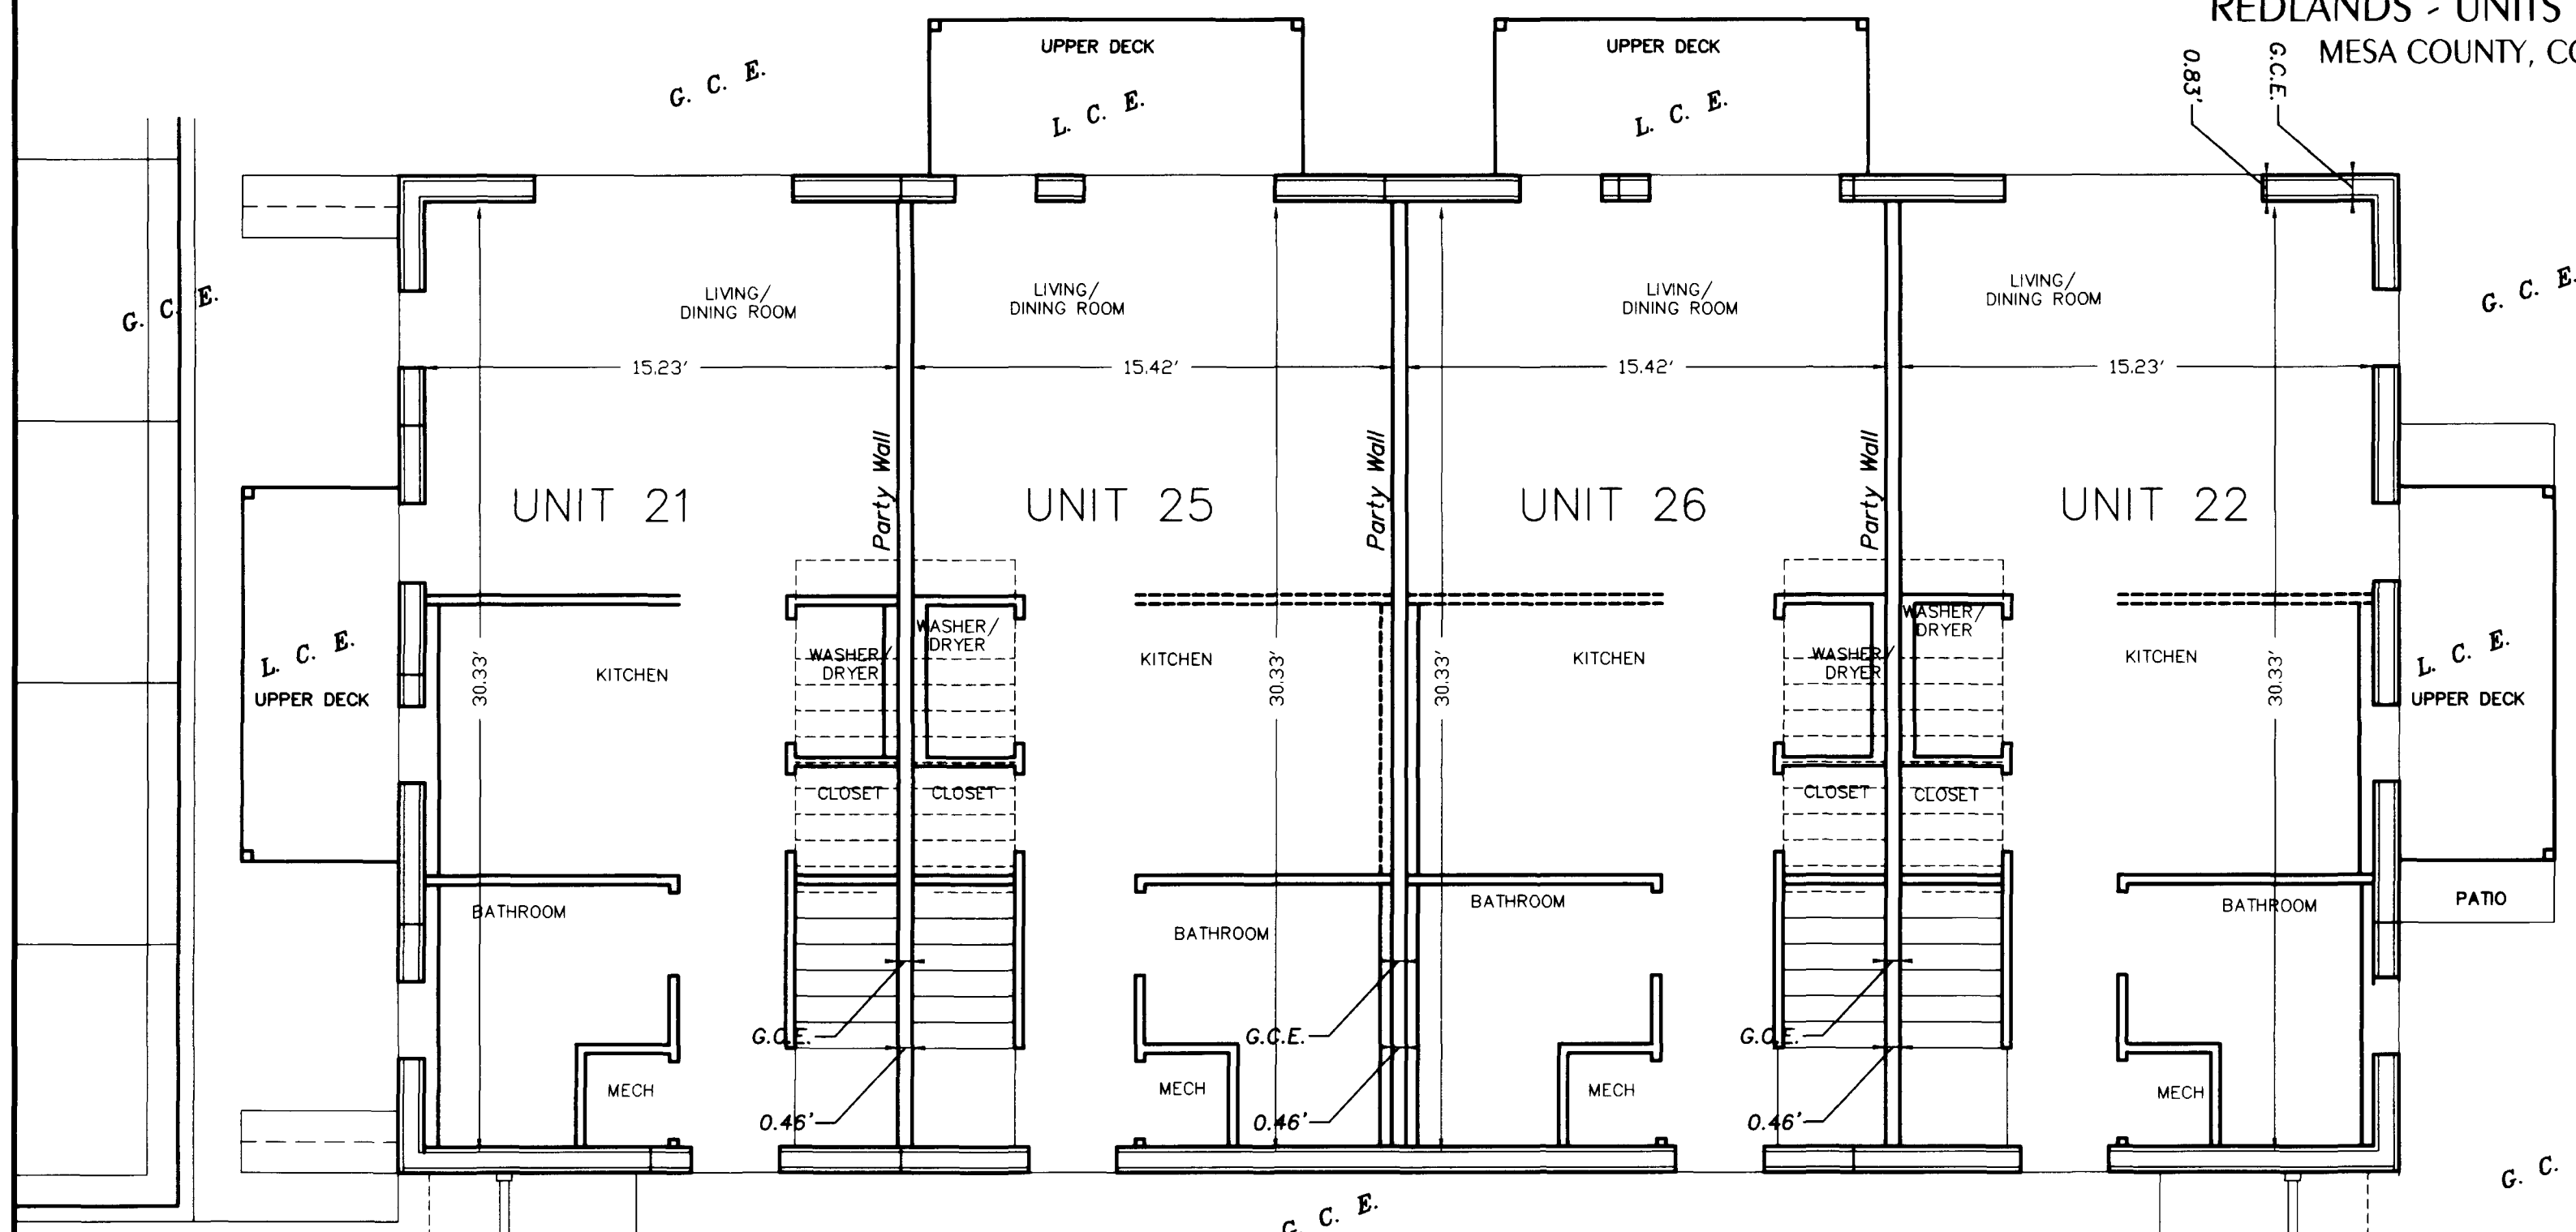 REDLANDS - UNITS
MESA COUNTY, CO
0.83'
G.C.E.
G. C. E.
UPPER DECK
L. C. E.
UPPER DECK
L. C. E.
G. C. E.
G. C. E.
LIVING/
DINING ROOM
LIVING/
DINING ROOM
LIVING/
DINING ROOM
LIVING/
DINING ROOM
15.23'
15.42'
15.42'
15.23'
Party Wall
Party Wall
Party Wall
UNIT 21
UNIT 25
UNIT 26
UNIT 22
L. C. E.
UPPER DECK
30.33'
KITCHEN
WASHER/
DRYER
WASHER/
DRYER
KITCHEN
30.33'
30.33'
KITCHEN
WASHER/
DRYER
WASHER/
DRYER
KITCHEN
30.33'
L. C. E.
UPPER DECK
CLOSET
CLOSET
CLOSET
CLOSET
BATHROOM
BATHROOM
BATHROOM
BATHROOM
PATIO
G.C.E.
G.C.E.
G.C.E.
MECH
MECH
MECH
MECH
0.46'
0.46'
0.46'
G. C. E.
G. C.